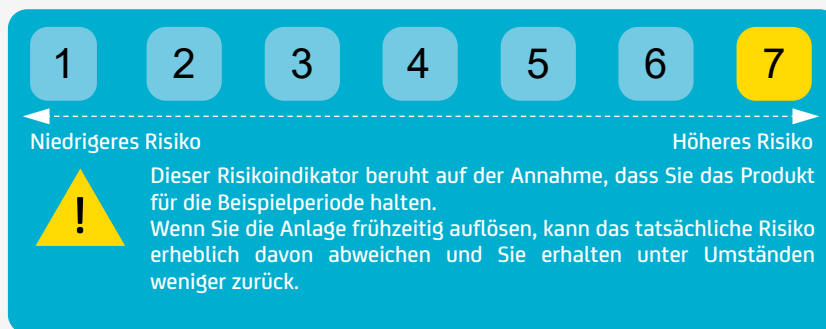 1 2 3 4 5 6 7
Niedrigeres Risiko Höheres Risiko
!
Dieser Risikoindikator beruht auf der Annahme, dass Sie das Produkt
für die Beispielperiode halten.
Wenn Sie die Anlage frühzeitig auflösen, kann das tatsächliche Risiko
erheblich davon abweichen und Sie erhalten unter Umständen
weniger zurück.